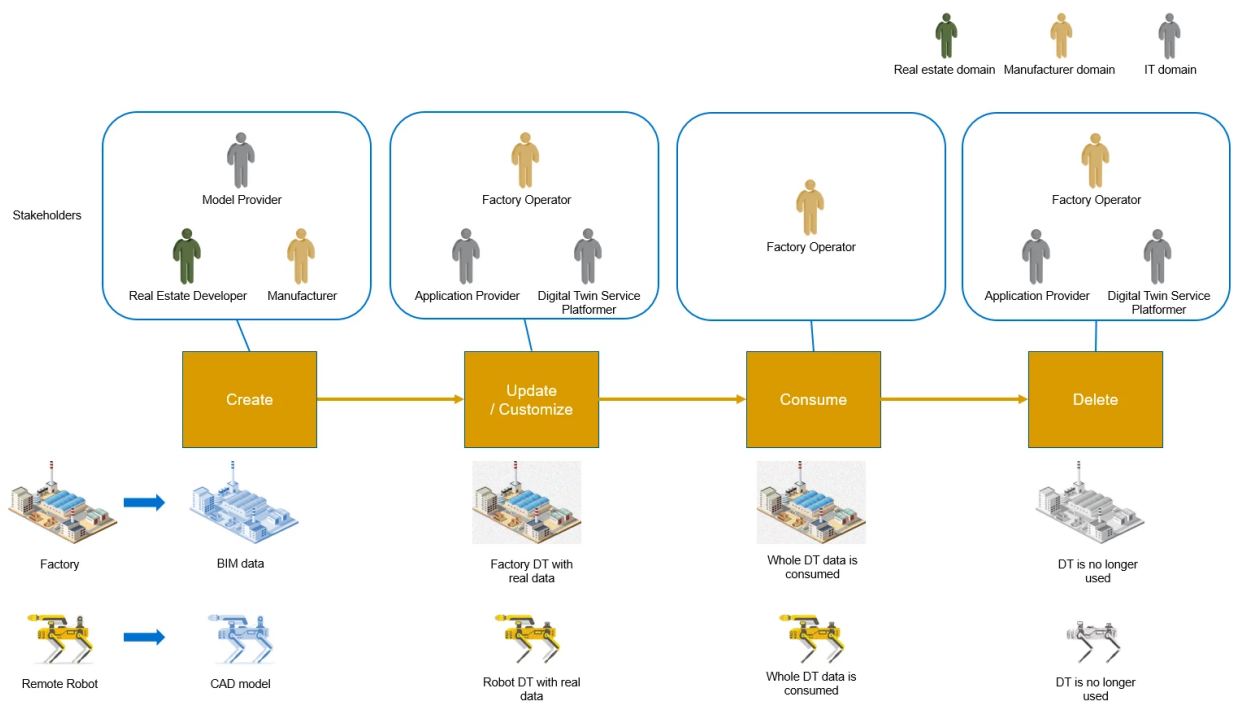 Real estate domain
Manufacturer domain
IT domain
Stakeholders
Model Provider
Real Estate Developer
Manufacturer
Factory Operator
Application Provider
Digital Twin Service
Platformer
Factory Operator
Factory Operator
Application Provider
Digital Twin Service
Platformer
Create
Update
/ Customize
Consume
Delete
Factory
BIM data
Factory DT with
real data
Whole DT data is
consumed
DT is no longer
used
Remote Robot
CAD model
Robot DT with real
data
Whole DT data is
consumed
DT is no longer
used